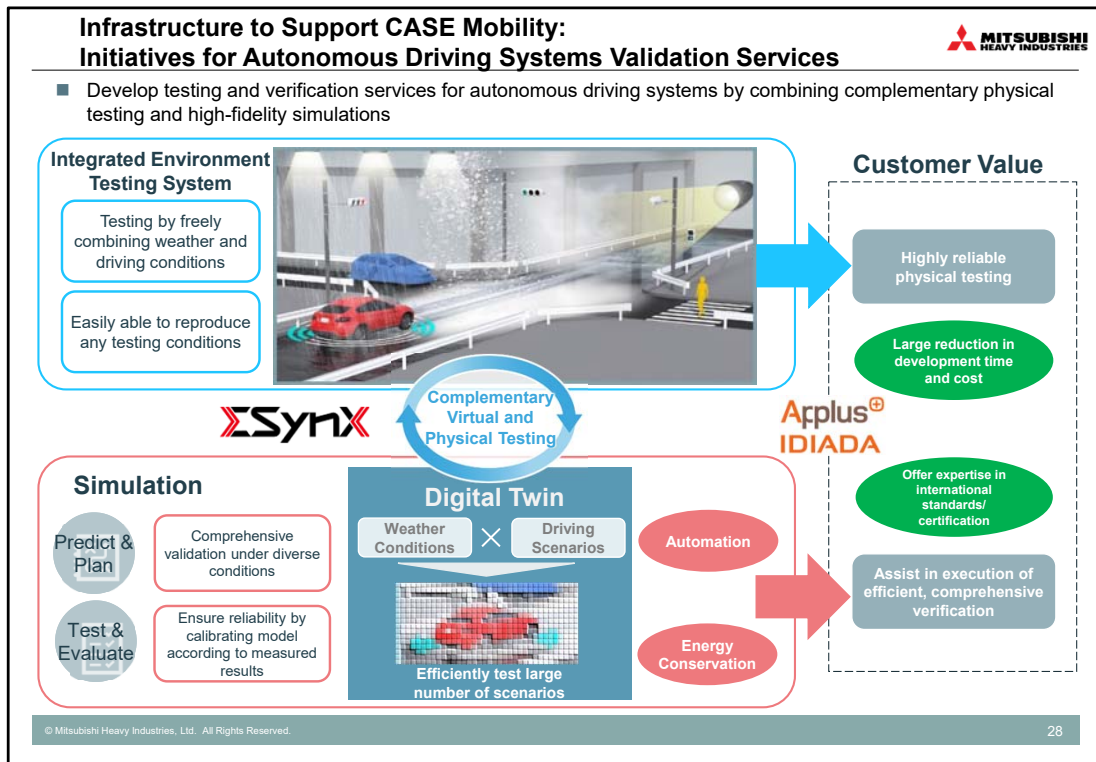 Infrastructure to Support CASE Mobility:
Initiatives for Autonomous Driving Systems Validation Services
MITSUBISHI
HEAVY INDUSTRIES
Develop testing and verification services for autonomous driving systems by combining complementary physical
testing and high-fidelity simulations
Integrated Environment
Testing System
Testing by freely
combining weather and
driving conditions
Easily able to reproduce
any testing conditions
Customer Value
Highly reliable
physical testing
Large reduction in
development time
and cost
ΣSynX
Complementary
Virtual and
Physical Testing
Applus+
IDIADA
Offer expertise in
international
standards/
certification
Assist in execution of
efficient, comprehensive
verification
Simulation
Predict &
Plan
Comprehensive
validation under diverse
conditions
Test &
Evaluate
Ensure reliability by
calibrating model
according to measured
results
Digital Twin
Weather
Conditions
Driving
Scenarios
Efficiently test large
number of scenarios
Automation
Energy
Conservation
© Mitsubishi Heavy Industries, Ltd. All Rights Reserved.
28